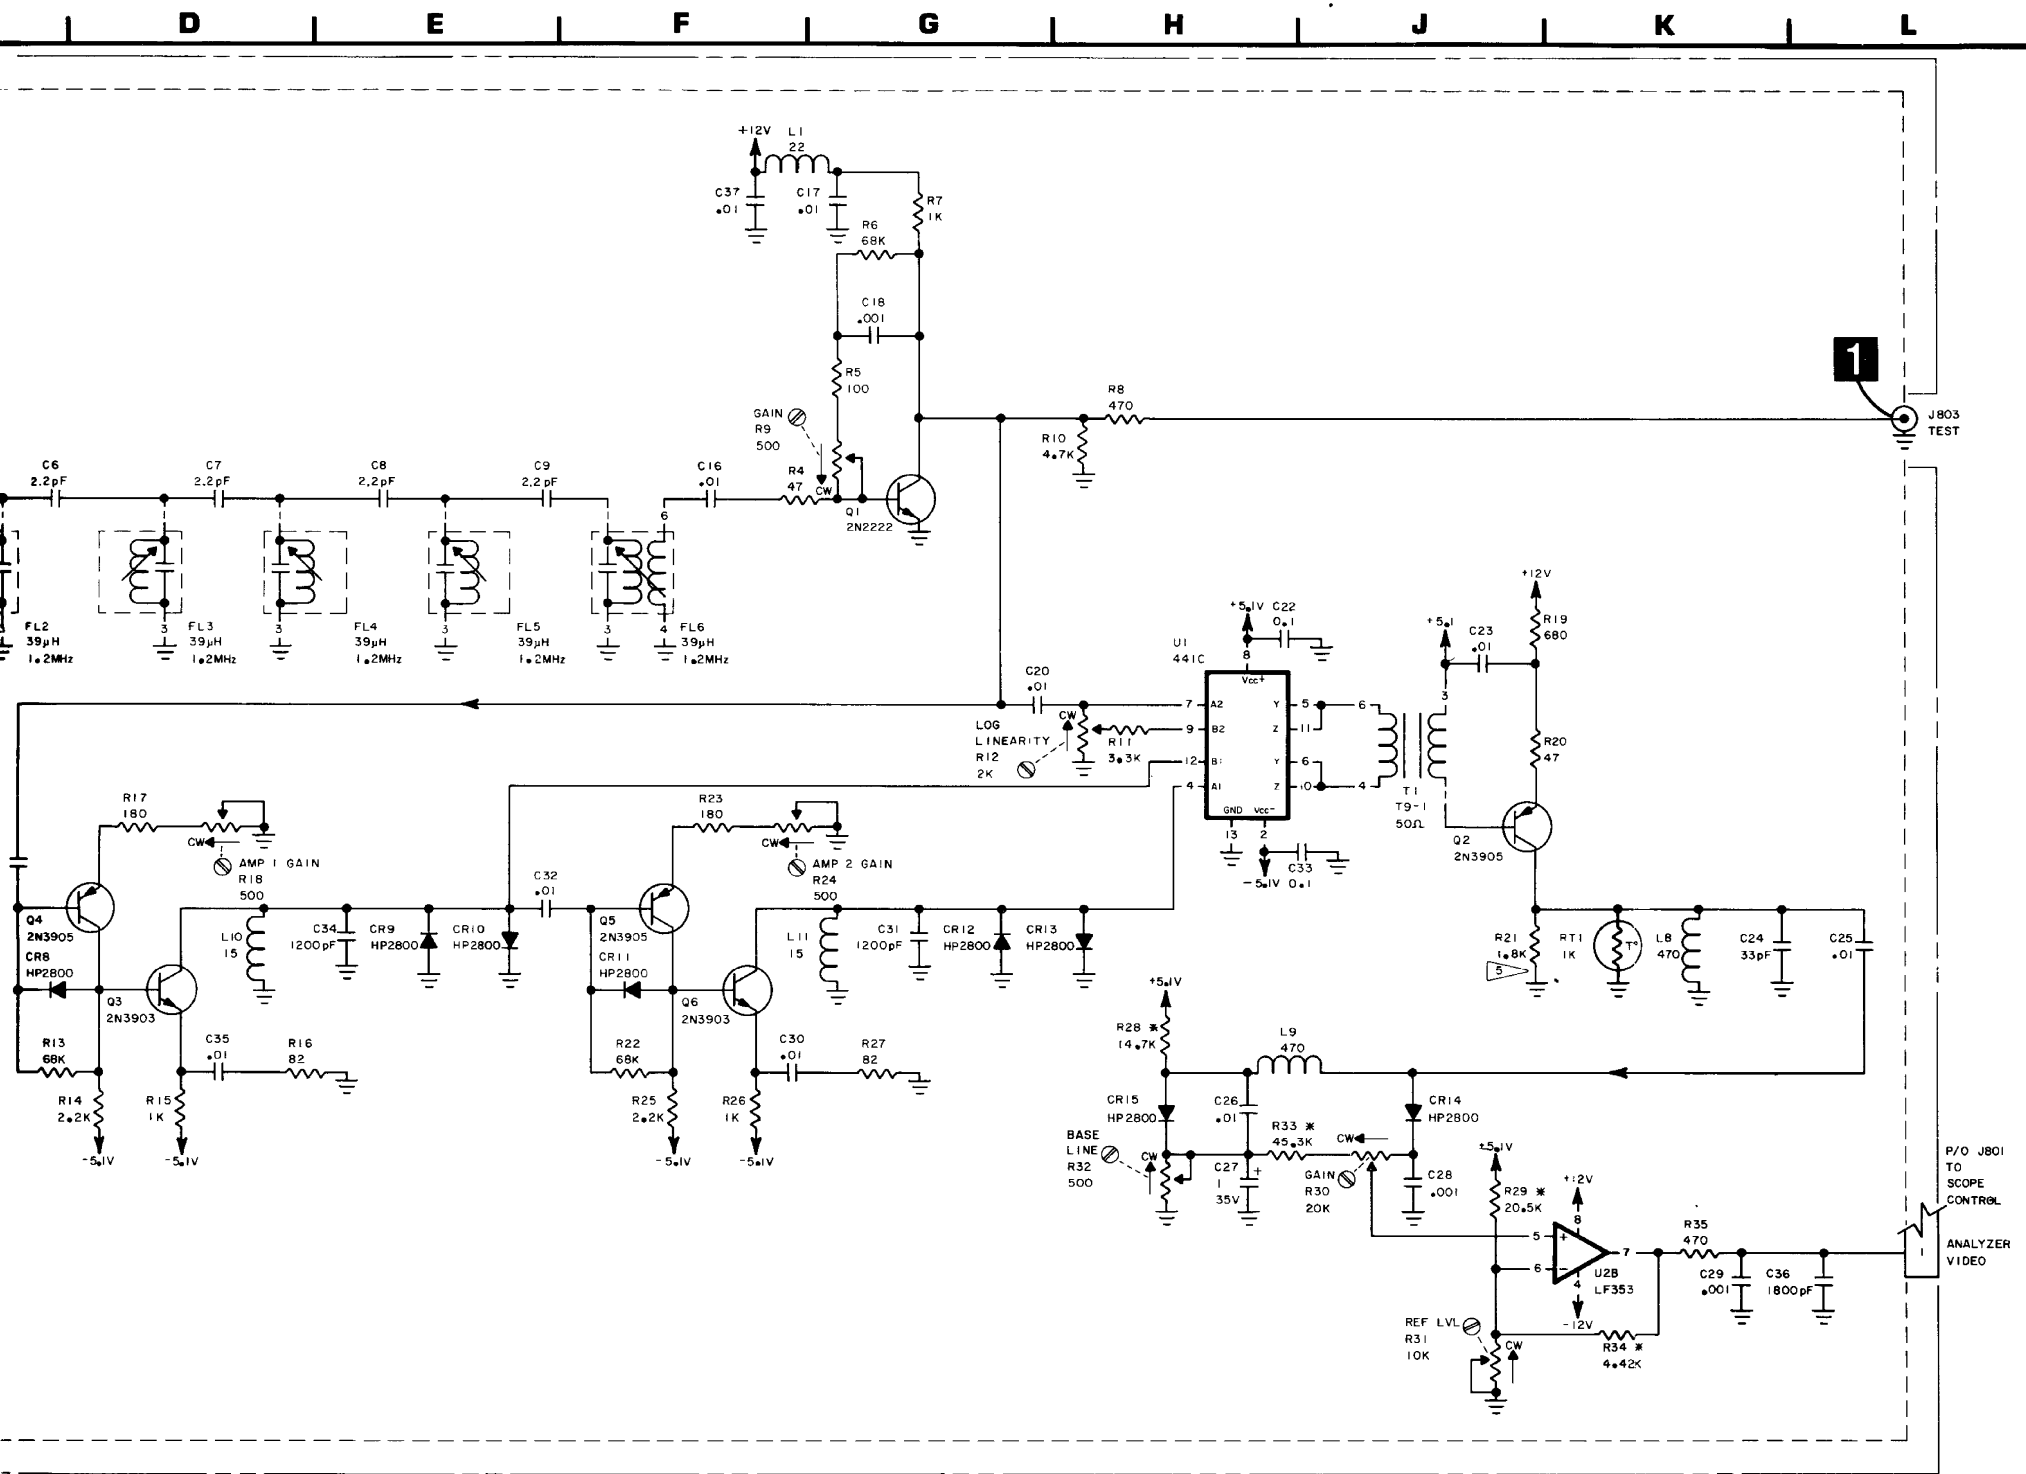 D E F G H J K L
+12V L1
22
C37
.01
C17
.01
R7
1K
R6
68K
C18
.001
R5
100
GAIN
R9
500
CW
R4
47
Q1
2N2222
R8
470
R10
4.7K
1
J803
TEST
C6
2.2pF
C7
2.2pF
C8
2.2pF
C9
2.2pF
C16
.01
6
3
3
3
3
4
FL2
39µH
1.2MHz
FL3
39µH
1.2MHz
FL4
39µH
1.2MHz
FL5
39µH
1.2MHz
FL6
39µH
1.2MHz
C20
.01
LOG
LINEARITY
R12
2K
CW
R11
3.3K
U1
441C
+5.1V C22
0.1
8
Vcc+
7 A2 Y 5
9 B2 Z 11
12 B1 Y 6
4 A1 Z 10
GND Vcc-
13 2
-5.1V
C33
0.1
6
4
3
+5.1
T1
T9-1
50Ω
C23
.01
+12V
R19
680
R20
47
Q2
2N3905
R17
180
CW
AMP 1 GAIN
R18
500
R23
180
CW
AMP 2 GAIN
R24
500
Q4
2N3905
CR8
HP2800
Q3
2N3903
L10
15
C34
1200pF
CR9
HP2800
CR10
HP2800
C32
.01
Q5
2N3905
CR11
HP2800
Q6
2N3903
L11
15
C31
1200pF
CR12
HP2800
CR13
HP2800
R21
1.8K
5
RT1
1K
T°
L8
470
C24
33pF
C25
.01
R13
68K
R14
2.2K
-5.1V
R15
1K
-5.1V
C35
.01
R16
82
R22
68K
R25
2.2K
-5.1V
R26
1K
-5.1V
C30
.01
R27
82
+5.1V
R28 *
14.7K
L9
470
CR15
HP2800
C26
.01
R33 *
45.3K
CR14
HP2800
CW
BASE
LINE
R32
500
CW
C27
1
35V
+
GAIN
R30
20K
C28
.001
+5.1V
R29 *
20.5K
+12V
8
5 +
6 -
7
4
U2B
LF353
-12V
R34 *
4.42K
REF LVL
R31
10K
CW
R35
470
C29
.001
C36
1800pF
P/O J801
TO
SCOPE
CONTROL
1
ANALYZER
VIDEO